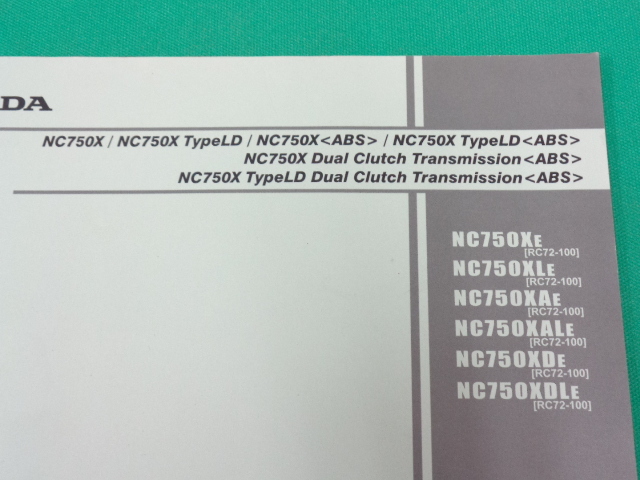 NDA
NC750X / NC750X TypeLD / NC750X<ABS> / NC750X TypeLD<ABS>
NC750X Dual Clutch Transmission<ABS>
NC750X TypeLD Dual Clutch Transmission<ABS>
NC750XE
[RC72-100]
NC750XLE
[RC72-100]
NC750XAE
[RC72-100]
NC750XALE
[RC72-100]
NC750XDE
[RC72-100]
NC750XDLE
[RC72-100]